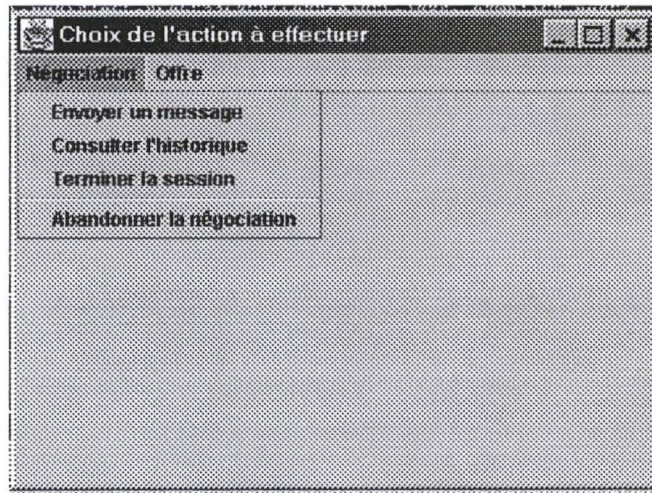 Choix de l'action à effectuer
Négociation Offre
Envoyer un message
Consulter l'historique
Terminer la session
Abandonner la négociation